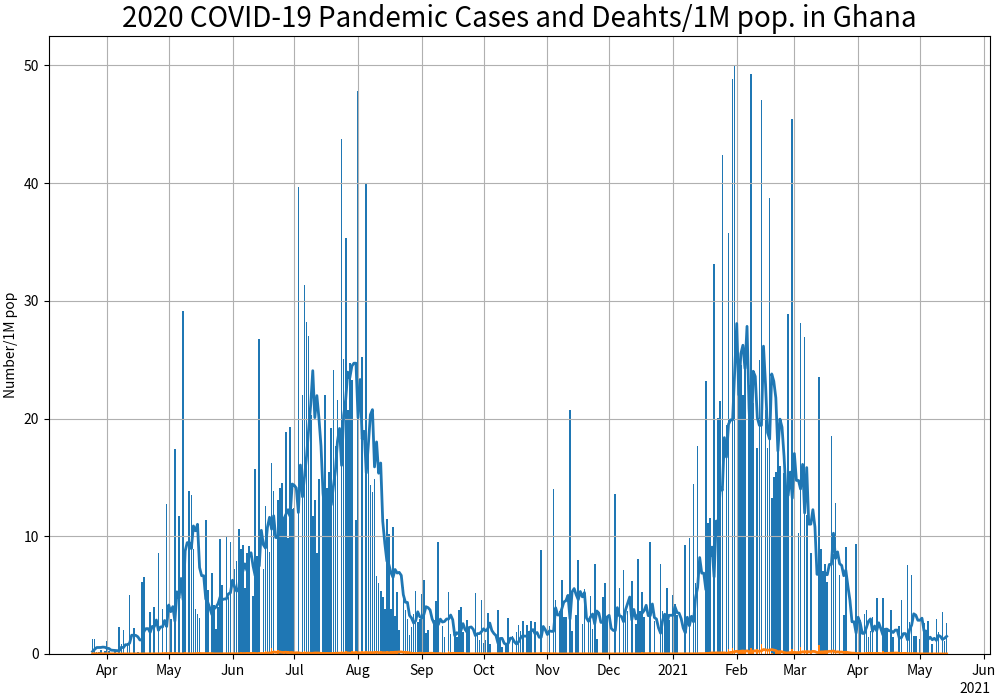 2020 COVID-19 Pandemic Cases and Deahts/1M pop. in Ghana
Number/1M pop
50
40
30
20
10
0
Apr May Jun Jul Aug Sep Oct Nov Dec 2021 Feb Mar Apr May Jun
2021